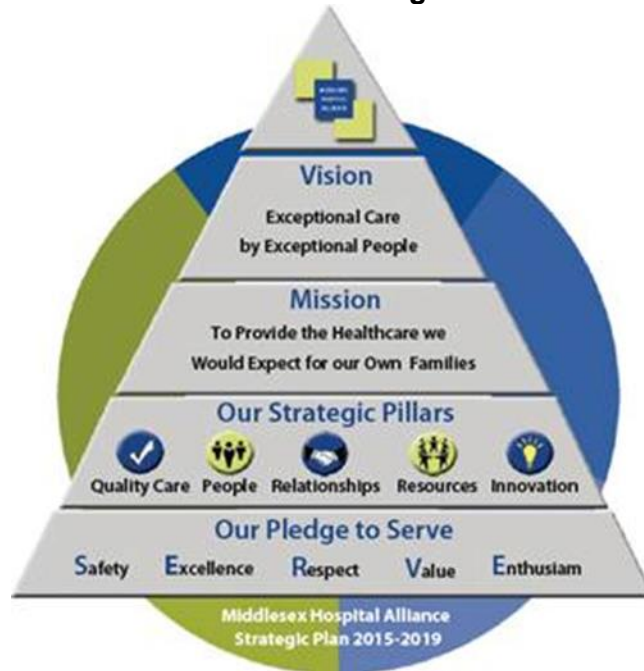 Vision
Exceptional Care
by Exceptional People
Mission
To Provide the Healthcare we
Would Expect for our Own Families
Our Strategic Pillars
Quality Care People Relationships Resources Innovation
Our Pledge to Serve
Safety Excellence Respect Value Enthusiam
Middlesex Hospital Alliance
Strategic Plan 2015-2019